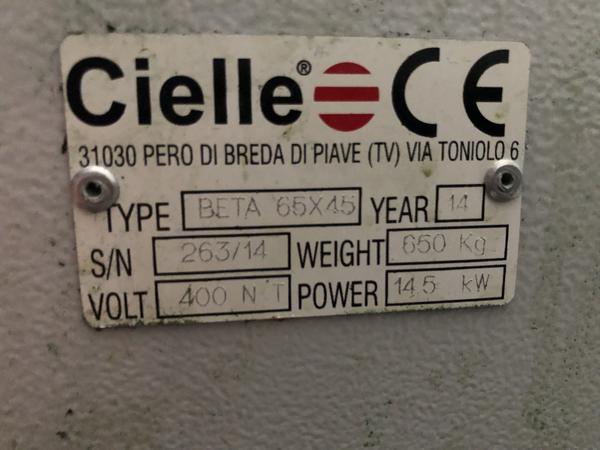 Cielle® CE
31030 PERO DI BREDA DI PIAVE (TV) VIA TONIOLO 6
TYPE BETA 65X45 YEAR 14
S/N 263/14 WEIGHT 650 Kg
VOLT 400 N T POWER 14.5 kW